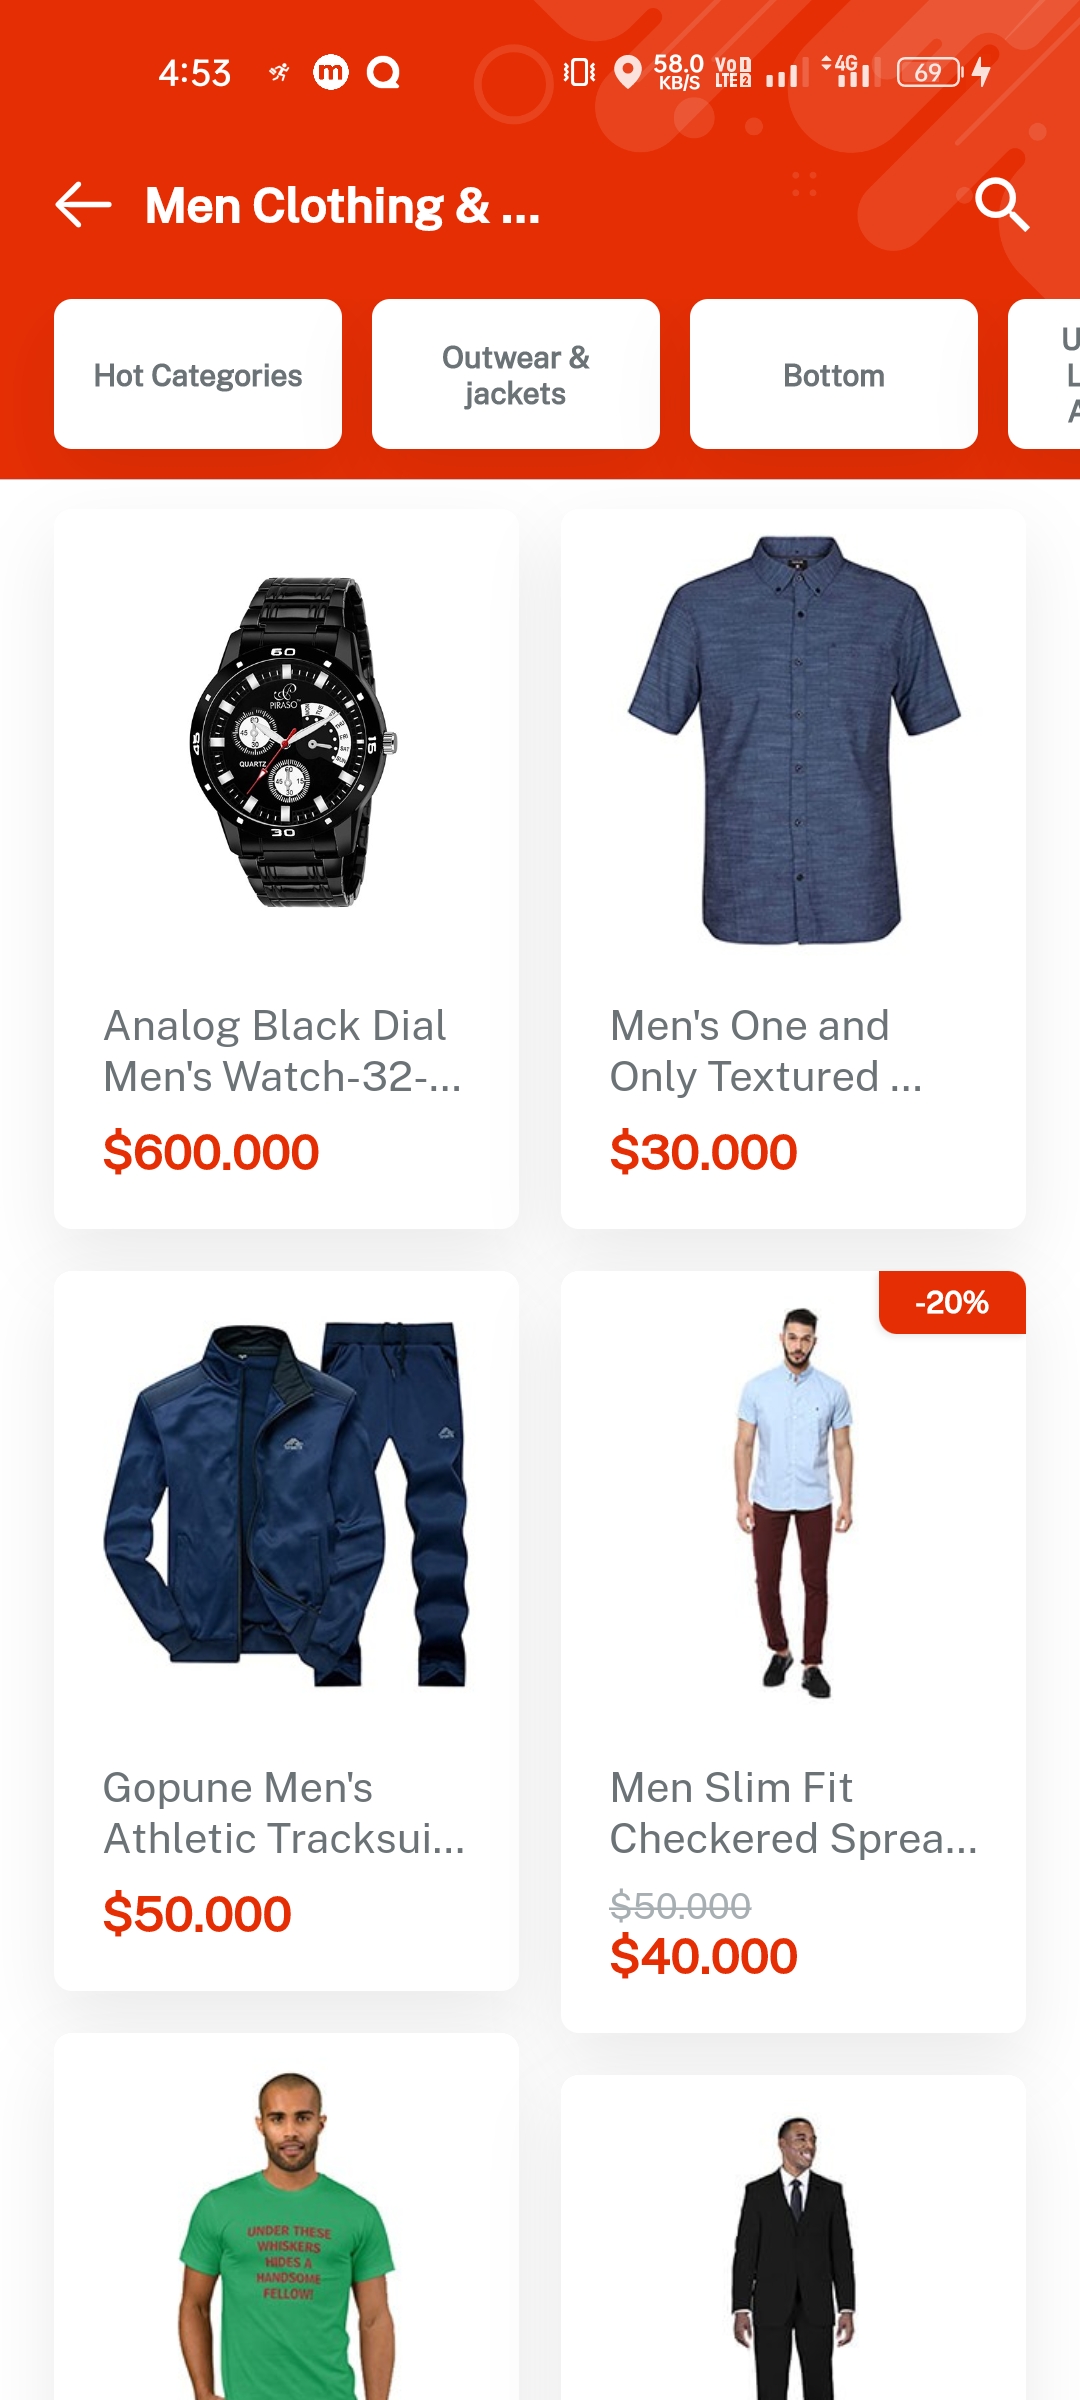 4:53
m
58.0
KB/S
Vo
LTE 2
4G
69
Men Clothing & ...
Hot Categories
Outwear &
jackets
Bottom
U
L
A
60
PIRASO
QUARTZ
45
15
30
Analog Black Dial
Men's Watch-32-...
$600.000
Men's One and
Only Textured ...
$30.000
Gopune Men's
Athletic Tracksui...
$50.000
-20%
Men Slim Fit
Checkered Sprea...
$50.000
$40.000
UNDER THESE
WHISKERS
HIDES A
HANDSOME
FELLOW!